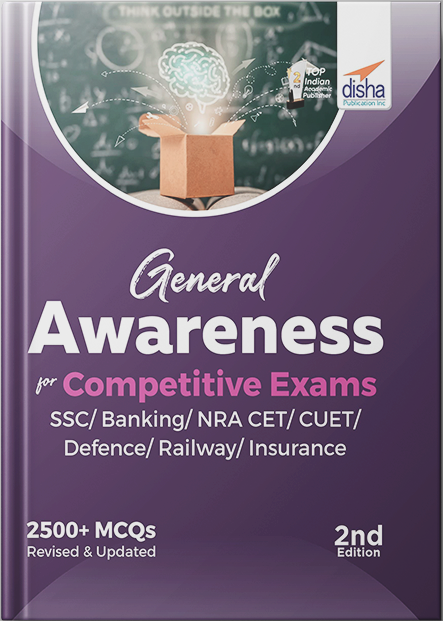 THINK OUTSIDE THE BOX
TOP
Indian
Academic
Publisher
disha
Publication Inc
General
Awareness
for Competitive Exams
SSC/ Banking/ NRA CET/ CUET/
Defence/ Railway/ Insurance
2500+ MCQs
Revised & Updated
2nd
Edition